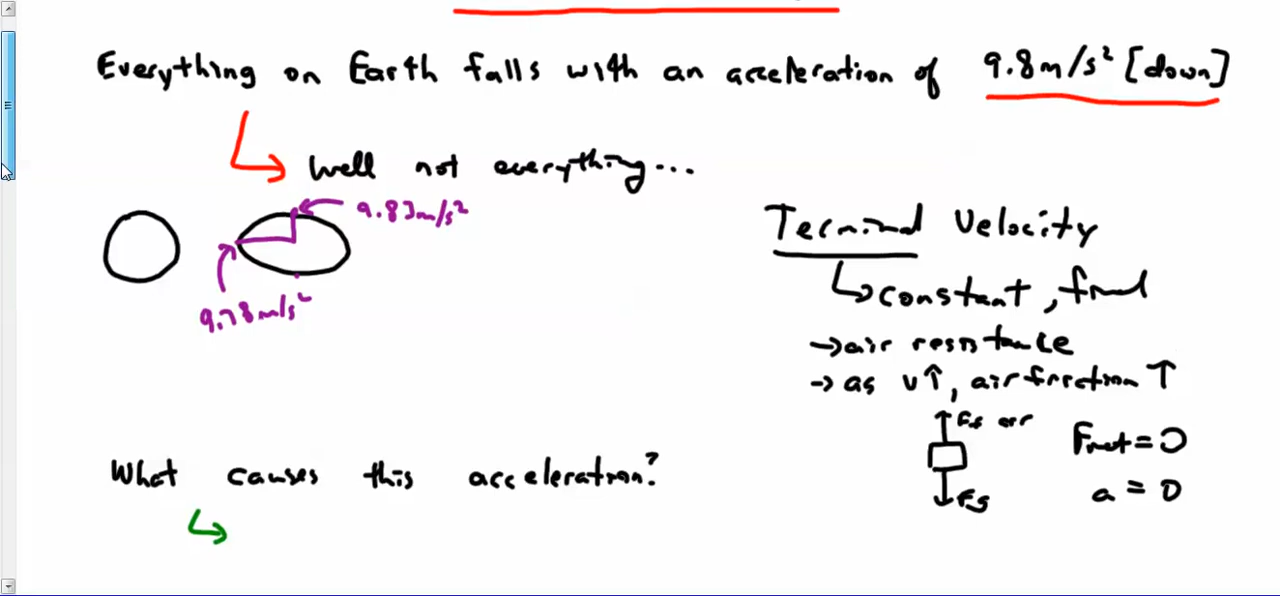 Everything on Earth falls with an acceleration of 9.8m/s² [down]
Well not everything...
9.83m/s²
9.78m/s²
What causes this acceleration?
Terminal Velocity
constant, final
→air resistance
→ as v↑, air friction ↑
Ff air
Fg
Fnet = 0
a = 0